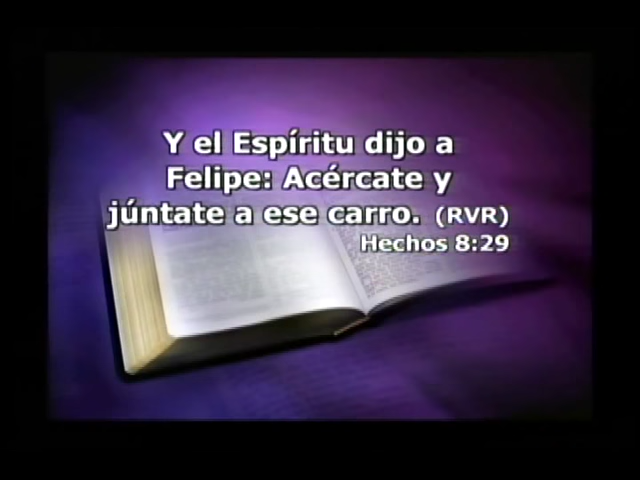 Y el Espíritu dijo a
Felipe: Acércate y
júntate a ese carro. (RVR)
Hechos 8:29